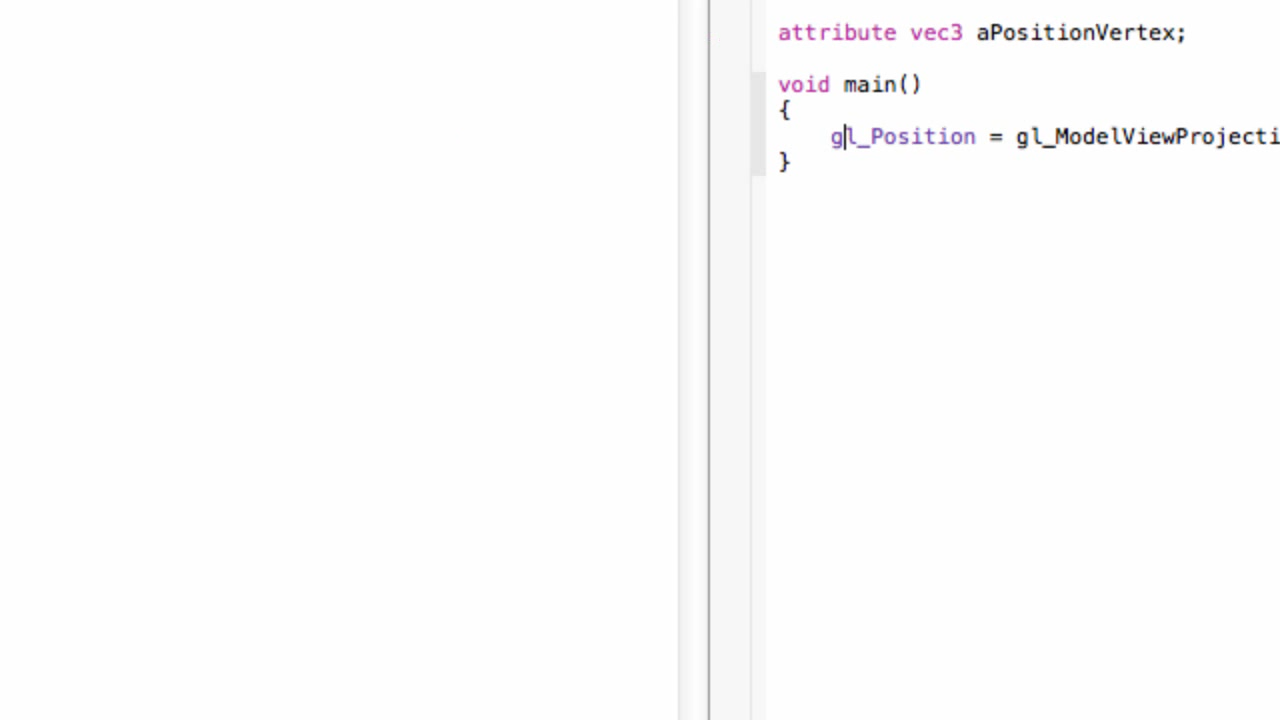 attribute vec3 aPositionVertex;
void main()
{
gl_Position = gl_ModelViewProjecti
}